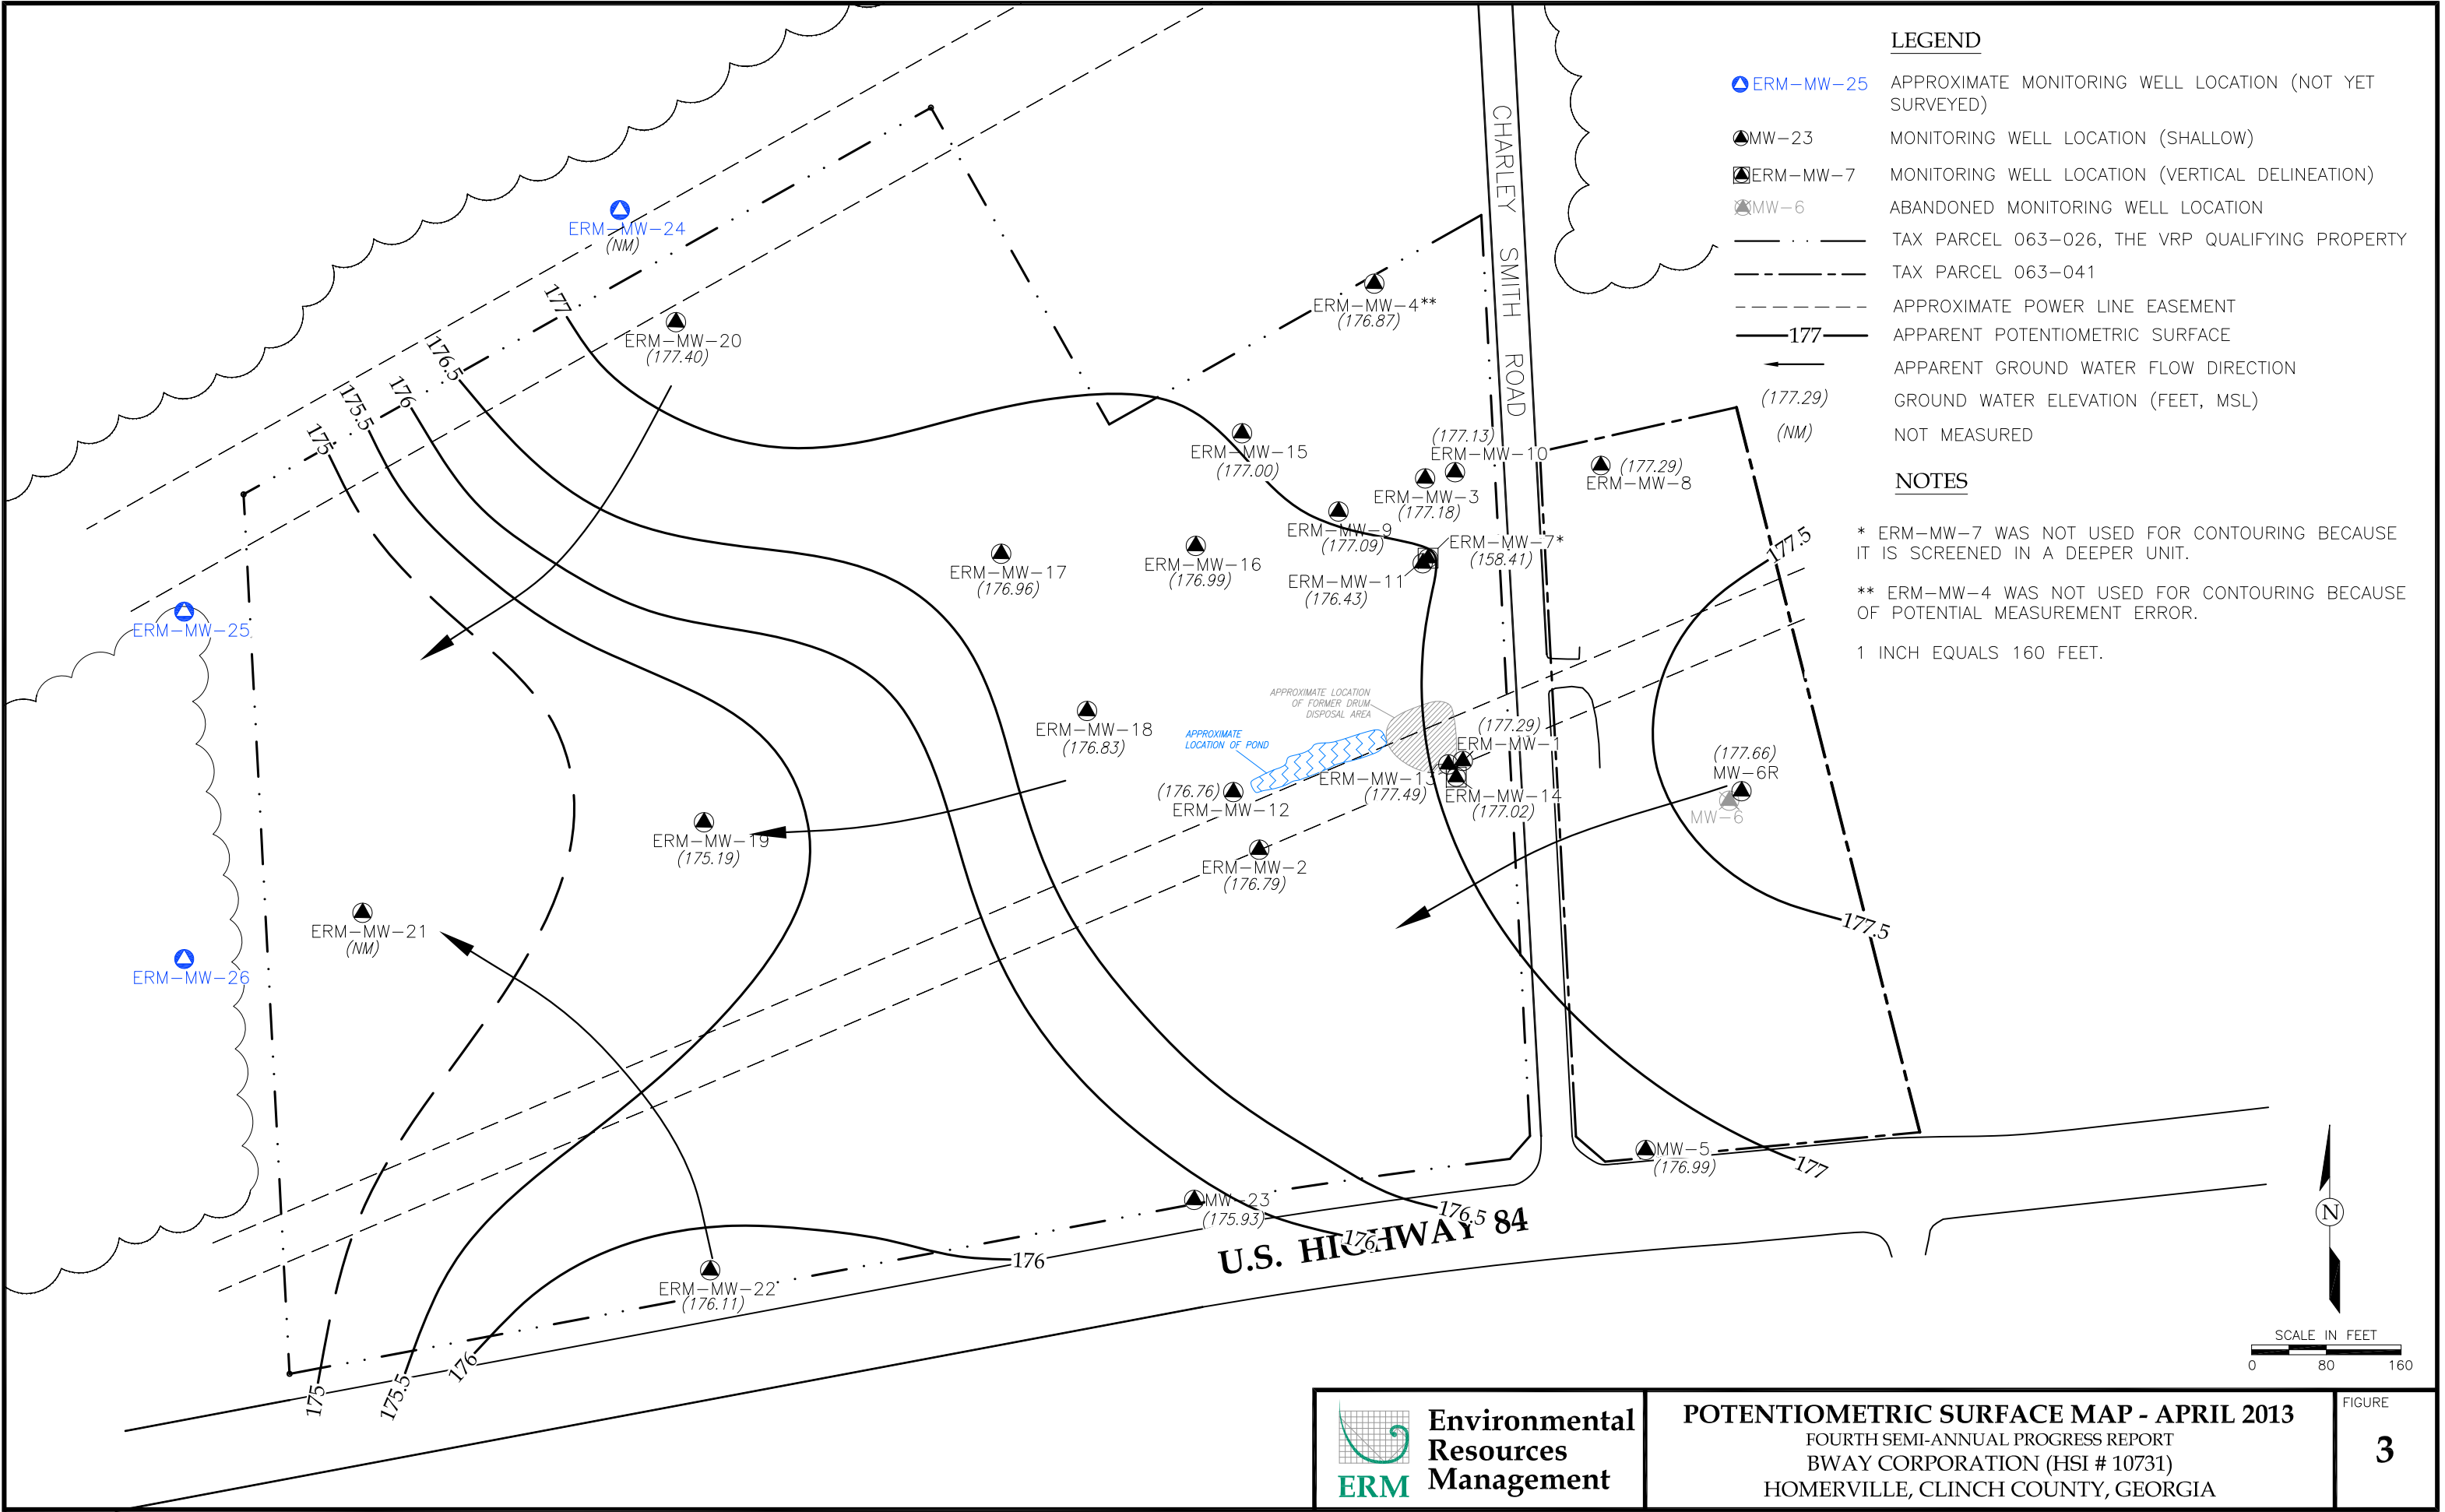 LEGEND
ERM-MW-25 APPROXIMATE MONITORING WELL LOCATION (NOT YET
SURVEYED)
MW-23 MONITORING WELL LOCATION (SHALLOW)
ERM-MW-7 MONITORING WELL LOCATION (VERTICAL DELINEATION)
MW-6 ABANDONED MONITORING WELL LOCATION
TAX PARCEL 063-026, THE VRP QUALIFYING PROPERTY
TAX PARCEL 063-041
APPROXIMATE POWER LINE EASEMENT
177 APPARENT POTENTIOMETRIC SURFACE
APPARENT GROUND WATER FLOW DIRECTION
(177.29) GROUND WATER ELEVATION (FEET, MSL)
(NM) NOT MEASURED
NOTES
* ERM-MW-7 WAS NOT USED FOR CONTOURING BECAUSE
IT IS SCREENED IN A DEEPER UNIT.
** ERM-MW-4 WAS NOT USED FOR CONTOURING BECAUSE
OF POTENTIAL MEASUREMENT ERROR.
1 INCH EQUALS 160 FEET.
CHARLEY SMITH ROAD
ERM-MW-24
(NM)
177
ERM-MW-20
(177.40)
176.5
176
175.5
175
ERM-MW-4**
(176.87)
ERM-MW-15
(177.00)
(177.13)
ERM-MW-10
ERM-MW-3
(177.18)
(177.29)
ERM-MW-8
ERM-MW-9
(177.09)
ERM-MW-7*
(158.41)
ERM-MW-11
(176.43)
ERM-MW-16
(176.99)
ERM-MW-17
(176.96)
177.5
ERM-MW-25
ERM-MW-18
(176.83)
APPROXIMATE LOCATION
OF FORMER DRUM
DISPOSAL AREA
APPROXIMATE
LOCATION OF POND
(177.29)
ERM-MW-1
ERM-MW-13
(177.49)
ERM-MW-14
(177.02)
(177.66)
MW-6R
MW-6
(176.76)
ERM-MW-12
ERM-MW-2
(176.79)
ERM-MW-19
(175.19)
ERM-MW-21
(NM)
177.5
ERM-MW-26
MW-5
(176.99)
177
MW-23
(175.93)
176.5
176
U.S. HIGHWAY 84
176
ERM-MW-22
(176.11)
176
175.5
175
N
SCALE IN FEET
0 80 160
ERM
Environmental
Resources
Management
POTENTIOMETRIC SURFACE MAP - APRIL 2013
FOURTH SEMI-ANNUAL PROGRESS REPORT
BWAY CORPORATION (HSI # 10731)
HOMERVILLE, CLINCH COUNTY, GEORGIA
FIGURE
3